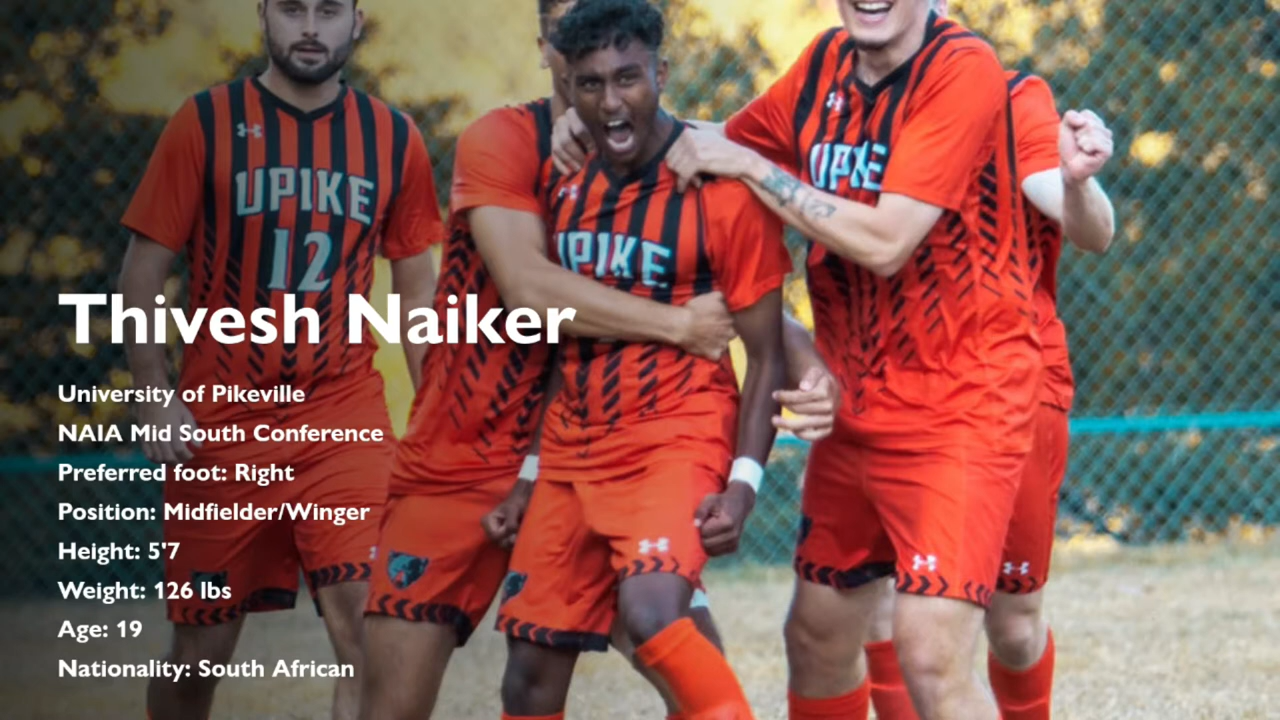 UPIKE
12
UPIKE
UPIKE
Thivesh Naiker
University of Pikeville
NAIA Mid South Conference
Preferred foot: Right
Position: Midfielder/Winger
Height: 5'7
Weight: 126 lbs
Age: 19
Nationality: South African